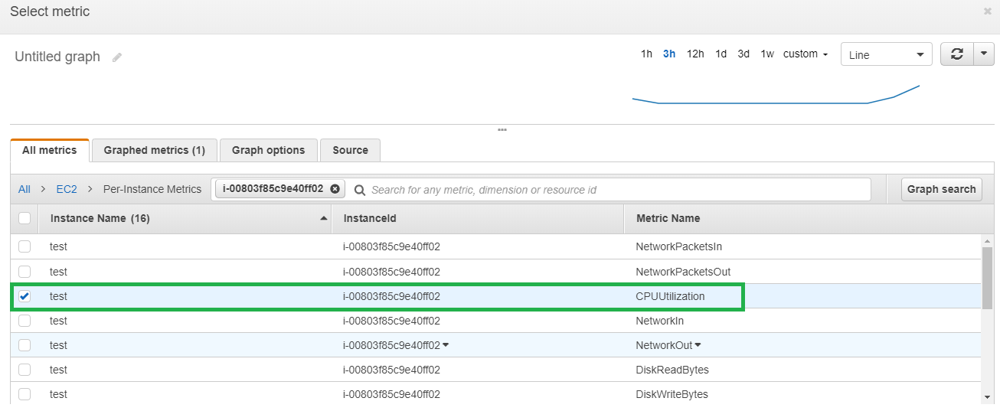 Select metric
Untitled graph
1h 3h 12h 1d 3d 1w custom Line
All metrics Graphed metrics (1) Graph options Source
All > EC2 > Per-Instance Metrics i-00803f85c9e40ff02 Search for any metric, dimension or resource id Graph search
Instance Name (16) InstanceId Metric Name
test i-00803f85c9e40ff02 NetworkPacketsIn
test i-00803f85c9e40ff02 NetworkPacketsOut
test i-00803f85c9e40ff02 CPUUtilization
test i-00803f85c9e40ff02 NetworkIn
test i-00803f85c9e40ff02 NetworkOut
test i-00803f85c9e40ff02 DiskReadBytes
test i-00803f85c9e40ff02 DiskWriteBytes